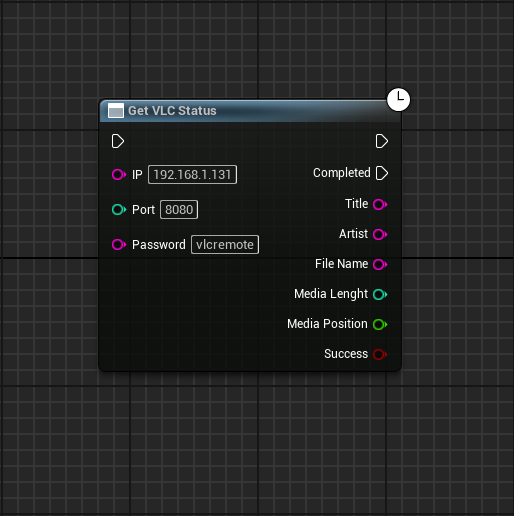 Get VLC Status
IP 192.168.1.131
Completed
Port 8080
Title
Artist
Password vlcremote
File Name
Media Lenght
Media Position
Success